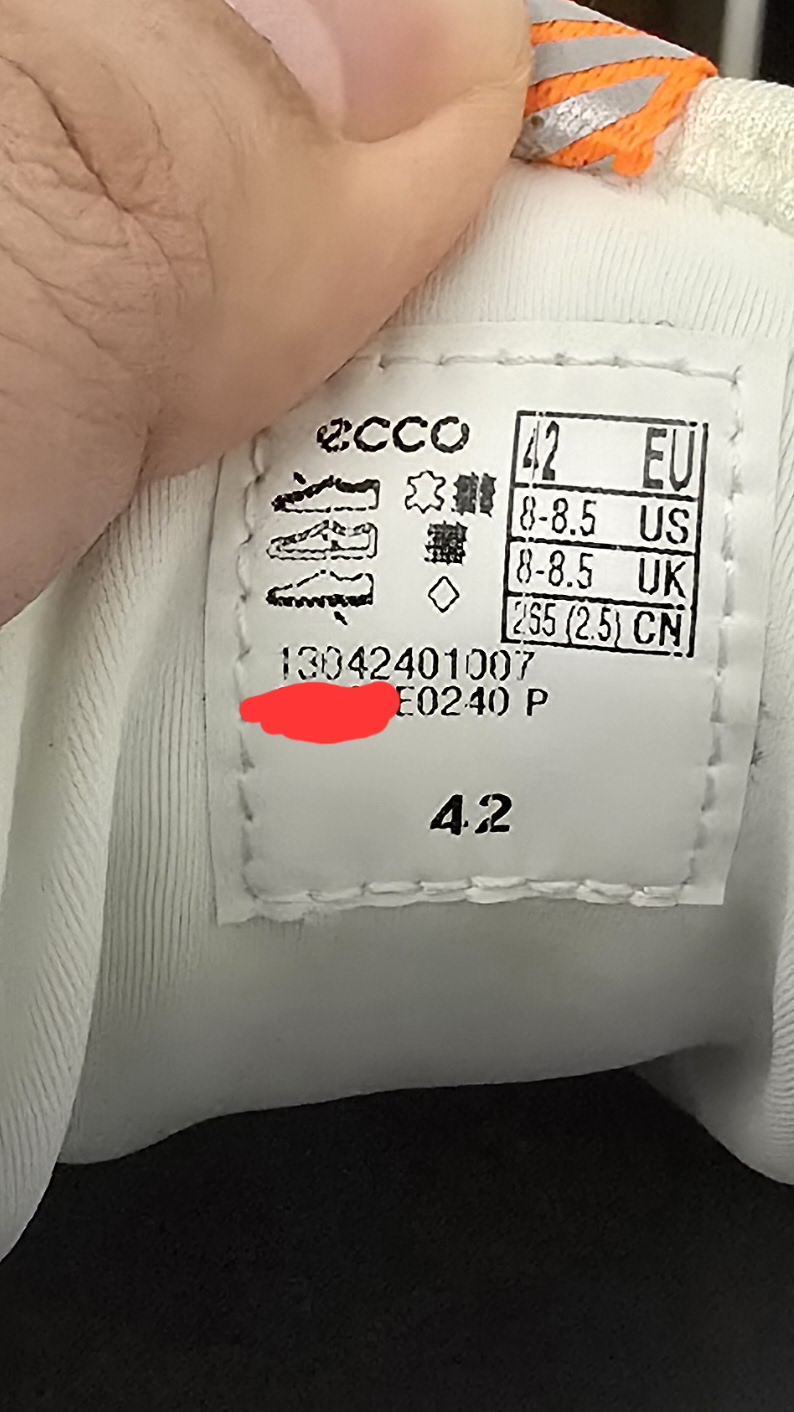 ecco
42 EU
8-8.5 US
8-8.5 UK
265 (2.5) CN
13042401007
E0240 P
42